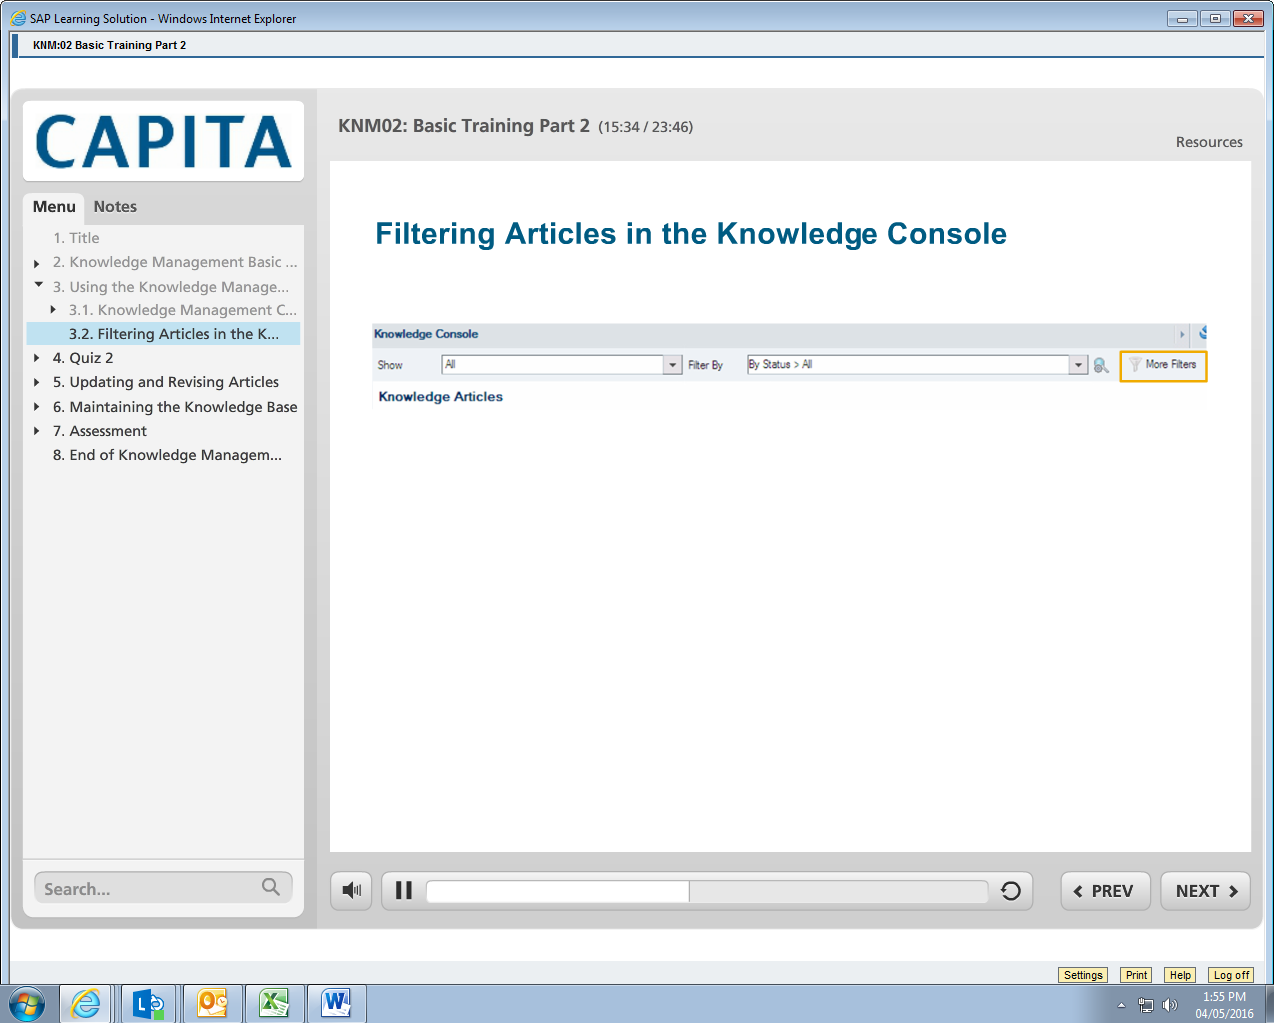 SAP Learning Solution - Windows Internet Explorer
KNM:02 Basic Training Part 2
CAPITA
KNM02: Basic Training Part 2 (15:34 / 23:46)
Resources
Menu Notes
1. Title
2. Knowledge Management Basic ...
3. Using the Knowledge Manage...
3.1. Knowledge Management C...
3.2. Filtering Articles in the K...
4. Quiz 2
5. Updating and Revising Articles
6. Maintaining the Knowledge Base
7. Assessment
8. End of Knowledge Managem...
Search...
Filtering Articles in the Knowledge Console
Knowledge Console
Show All Filter By By Status > All More Filters
Knowledge Articles
PREV NEXT
Settings Print Help Log off
1:55 PM
04/05/2016